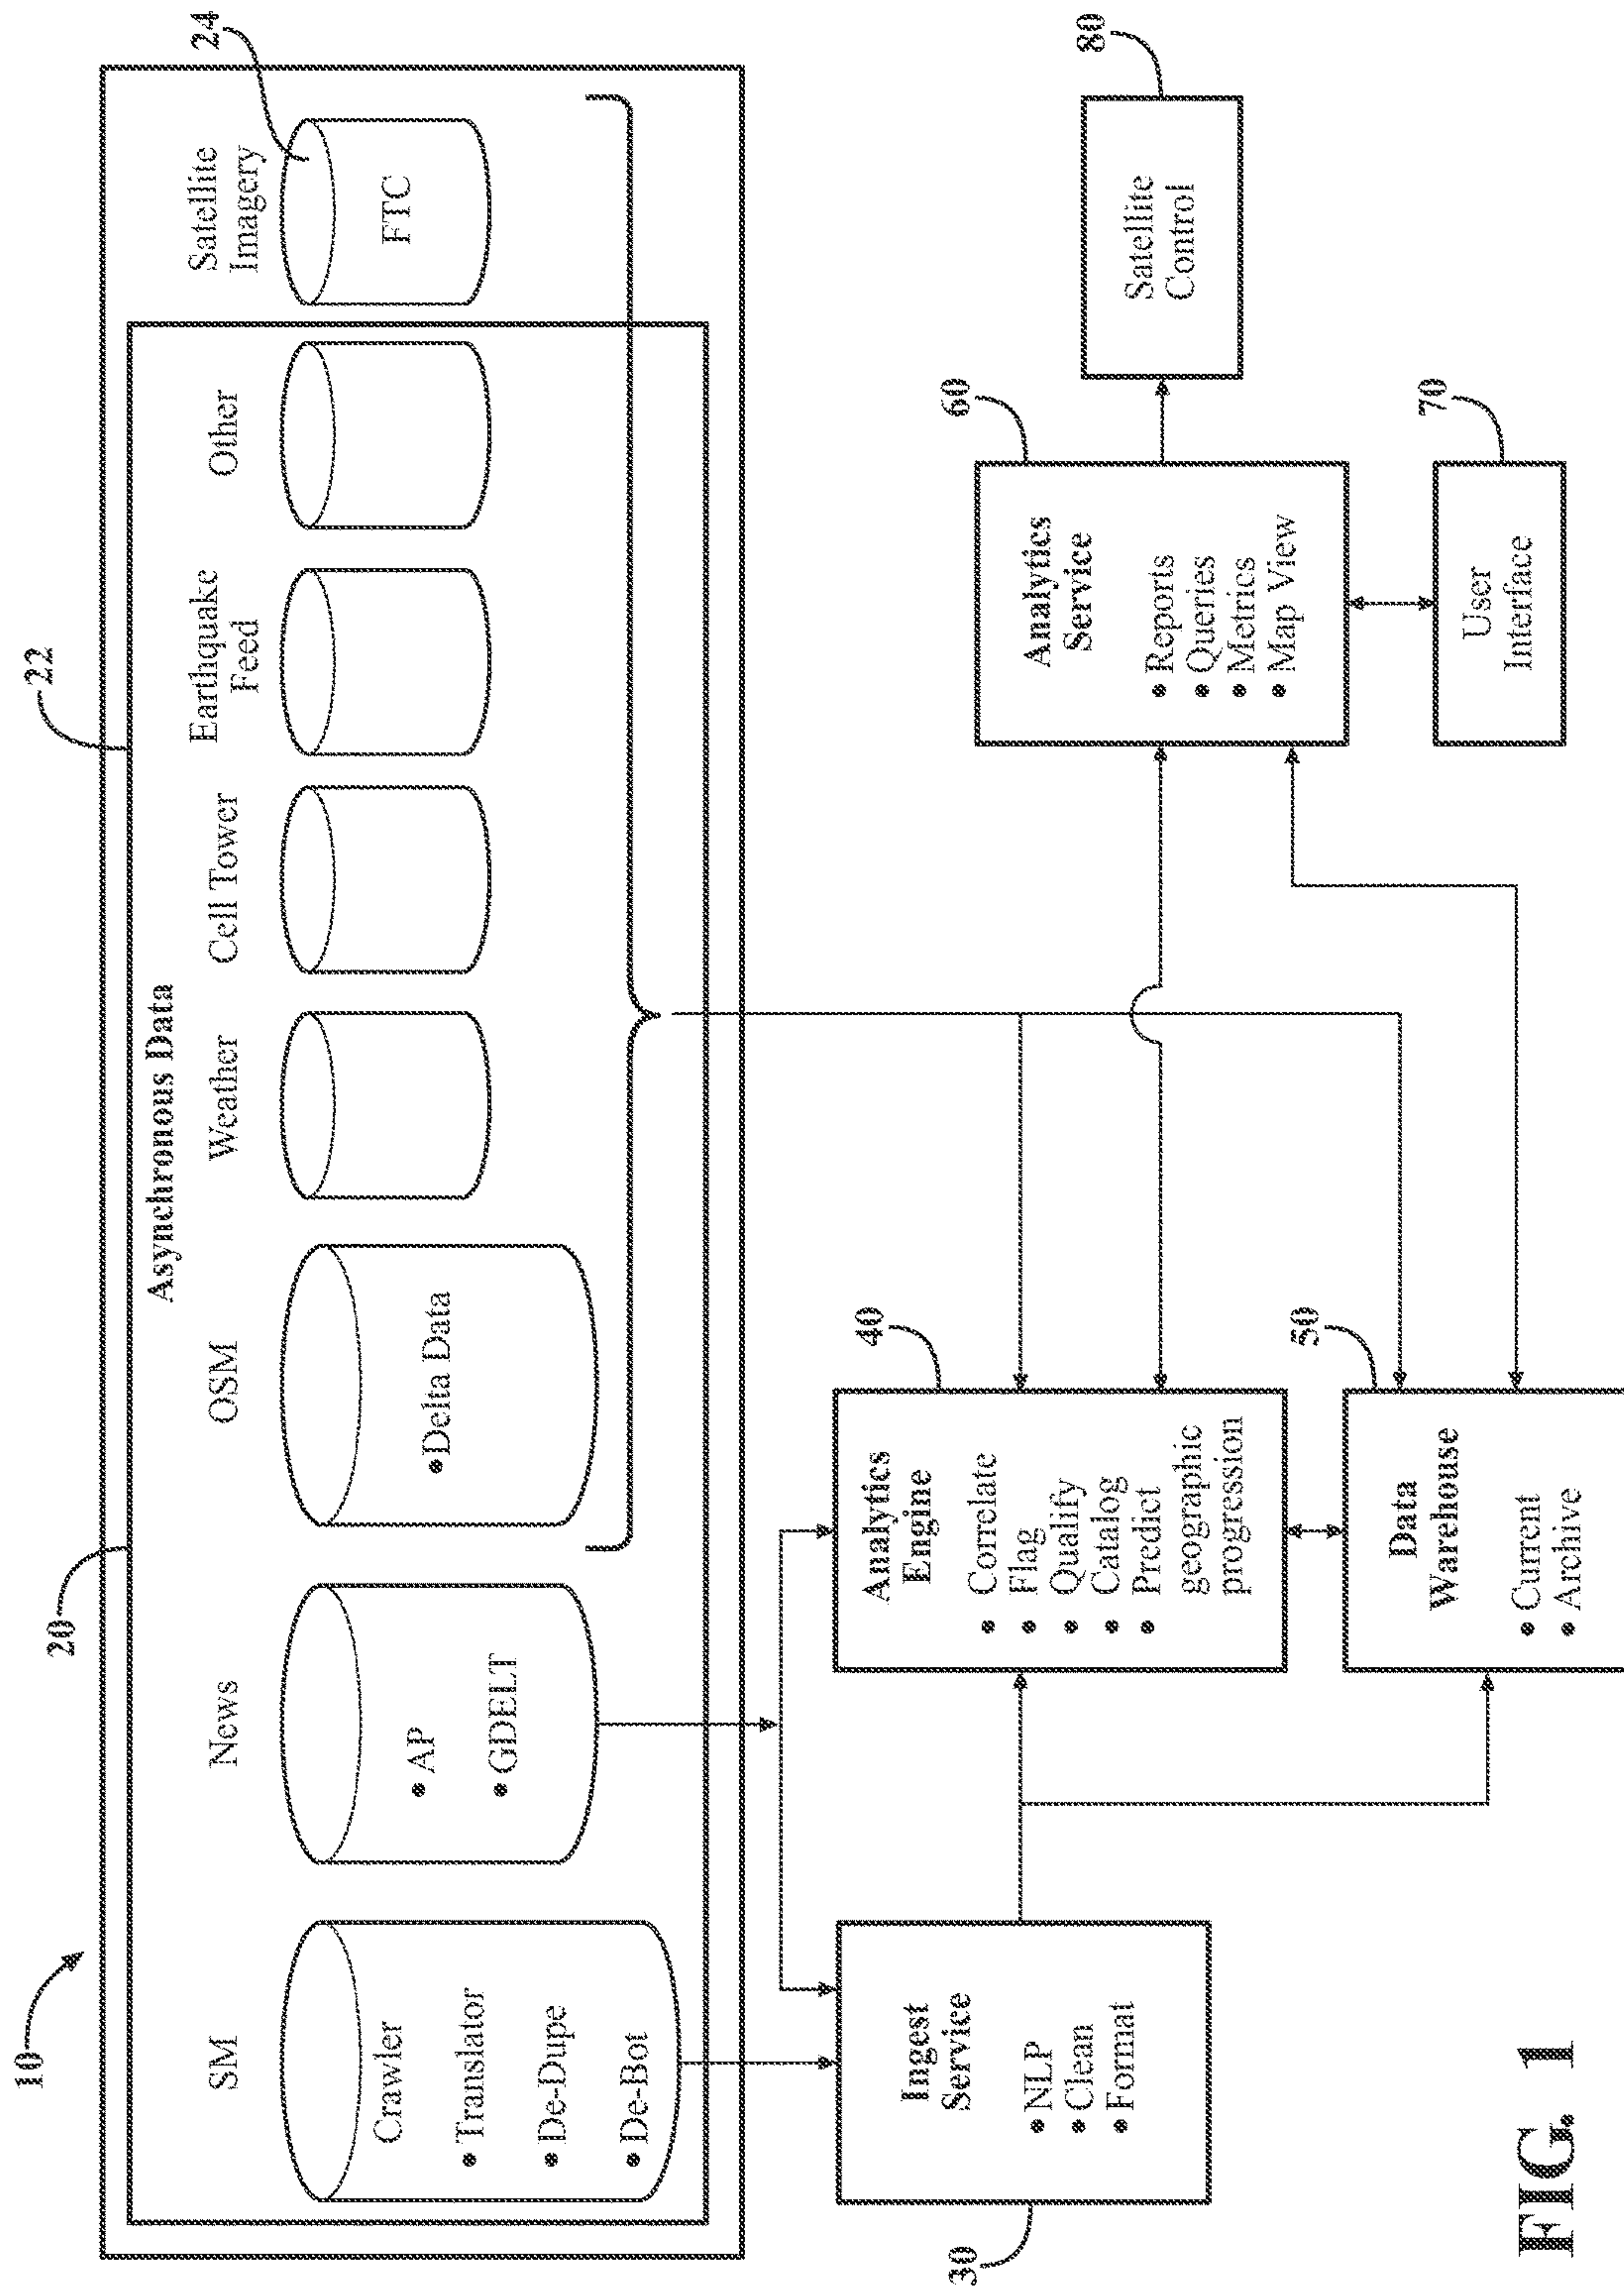 10
20
22
24
Asynchronous Data
SM
Crawler
• Translator
• De-Dupe
• De-Bot
News
• AP
• GDELT
OSM
• Delta Data
Weather
Cell Tower
Earthquake
Feed
Other
Satellite
Imagery
FTC
30
Ingest
Service
• NLP
• Clean
• Format
40
Analytics
Engine
• Correlate
• Flag
• Qualify
• Catalog
• Predict
geographic
progression
50
Data
Warehouse
• Current
• Archive
60
Analytics
Service
• Reports
• Queries
• Metrics
• Map View
70
User
Interface
80
Satellite
Control
FIG. 1